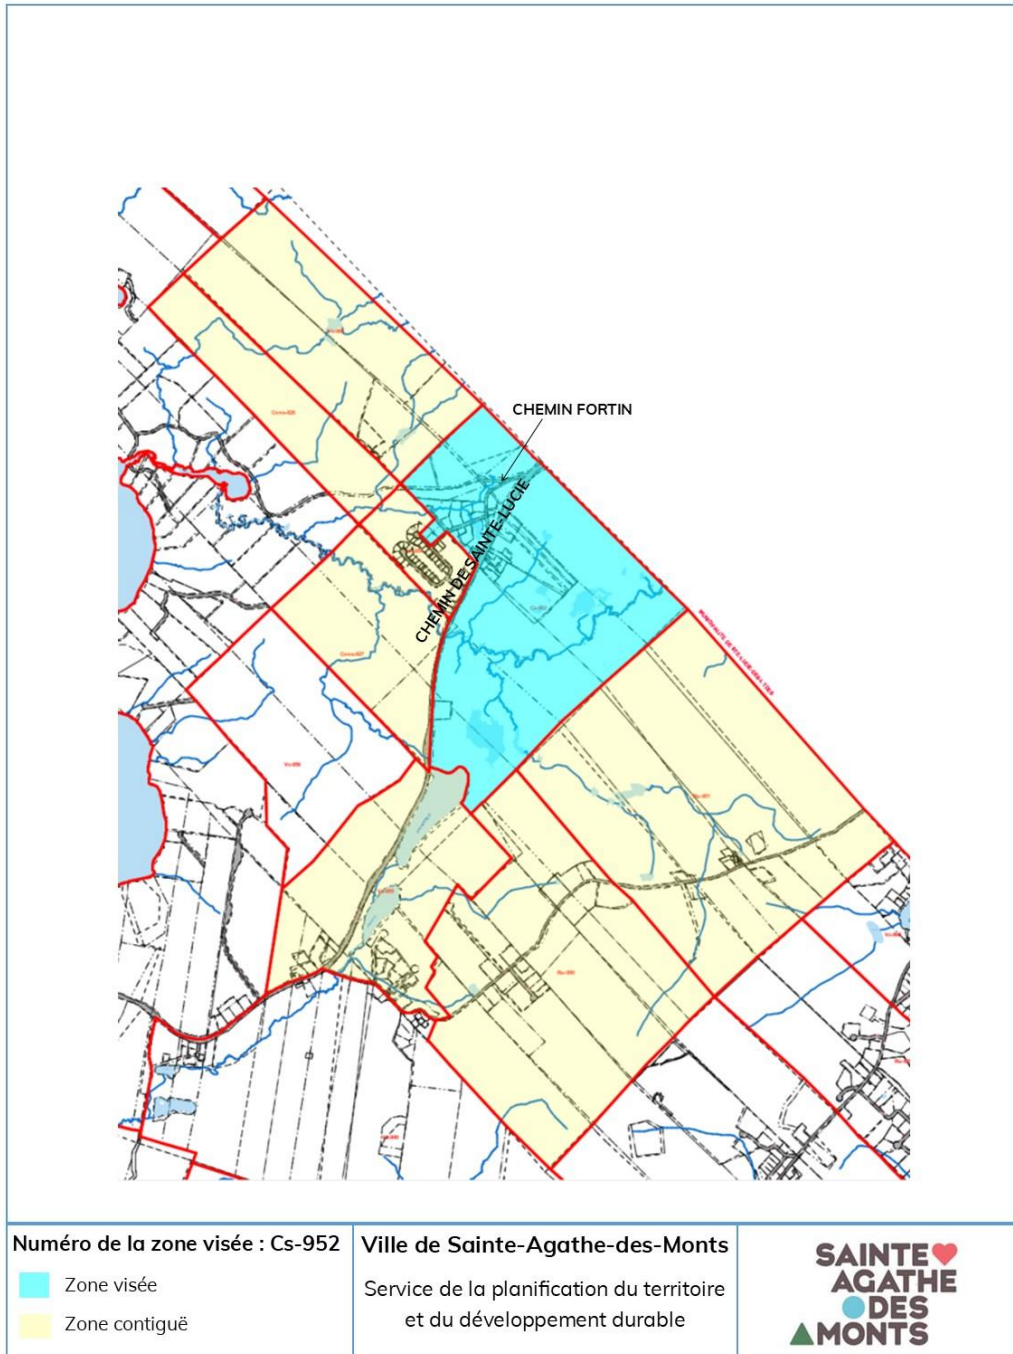 CHEMIN FORTIN
CHEMIN DE SAINTE-LUCIE
Numéro de la zone visée : Cs-952
Zone visée
Zone contiguë
Ville de Sainte-Agathe-des-Monts
Service de la planification du territoire
et du développement durable
SAINTE
AGATHE
DES
MONTS